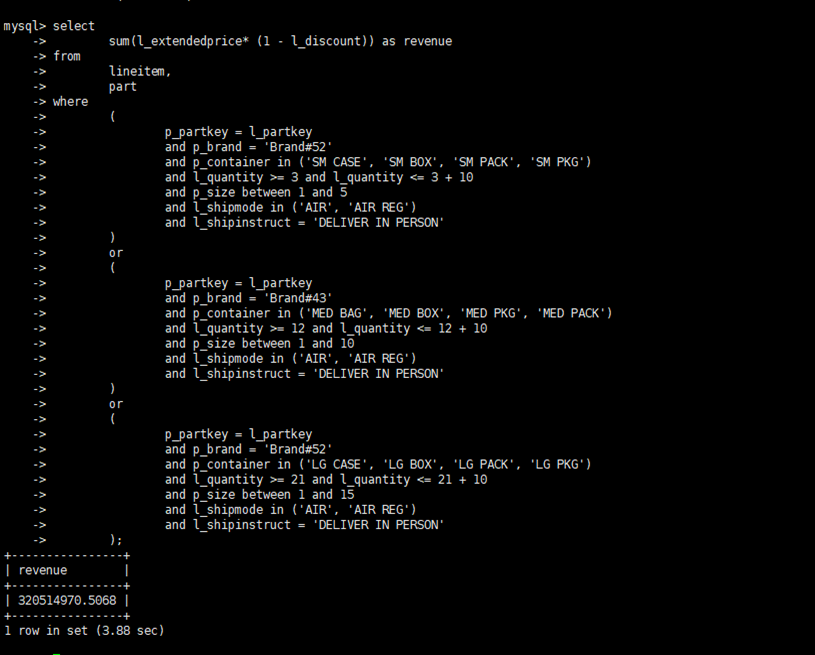 mysql> select
    -> sum(l_extendedprice* (1 - l_discount)) as revenue
    -> from
    -> lineitem,
    -> part
    -> where
    -> (
    -> p_partkey = l_partkey
    -> and p_brand = 'Brand#52'
    -> and p_container in ('SM CASE', 'SM BOX', 'SM PACK', 'SM PKG')
    -> and l_quantity >= 3 and l_quantity <= 3 + 10
    -> and p_size between 1 and 5
    -> and l_shipmode in ('AIR', 'AIR REG')
    -> and l_shipinstruct = 'DELIVER IN PERSON'
    -> )
    -> or
    -> (
    -> p_partkey = l_partkey
    -> and p_brand = 'Brand#43'
    -> and p_container in ('MED BAG', 'MED BOX', 'MED PKG', 'MED PACK')
    -> and l_quantity >= 12 and l_quantity <= 12 + 10
    -> and p_size between 1 and 10
    -> and l_shipmode in ('AIR', 'AIR REG')
    -> and l_shipinstruct = 'DELIVER IN PERSON'
    -> )
    -> or
    -> (
    -> p_partkey = l_partkey
    -> and p_brand = 'Brand#52'
    -> and p_container in ('LG CASE', 'LG BOX', 'LG PACK', 'LG PKG')
    -> and l_quantity >= 21 and l_quantity <= 21 + 10
    -> and p_size between 1 and 15
    -> and l_shipmode in ('AIR', 'AIR REG')
    -> and l_shipinstruct = 'DELIVER IN PERSON'
    -> );
+----------------+
| revenue        |
+----------------+
| 320514970.5068 |
+----------------+
1 row in set (3.88 sec)